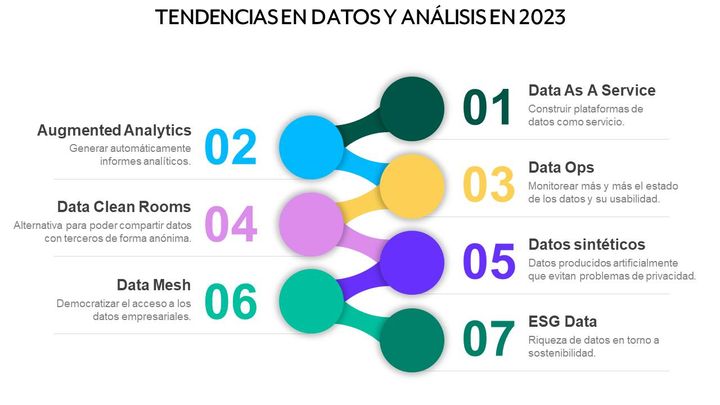 TENDENCIAS EN DATOS Y ANÁLISIS EN 2023
01
Data As A Service
Construir plataformas de
datos como servicio.
02
Augmented Analytics
Generar automáticamente
informes analíticos.
03
Data Ops
Monitorear más y más el estado
de los datos y su usabilidad.
04
Data Clean Rooms
Alternativa para poder compartir datos
con terceros de forma anónima.
05
Datos sintéticos
Datos producidos artificialmente
que evitan problemas de privacidad.
06
Data Mesh
Democratizar el acceso a los
datos empresariales.
07
ESG Data
Riqueza de datos en torno a
sostenibilidad.